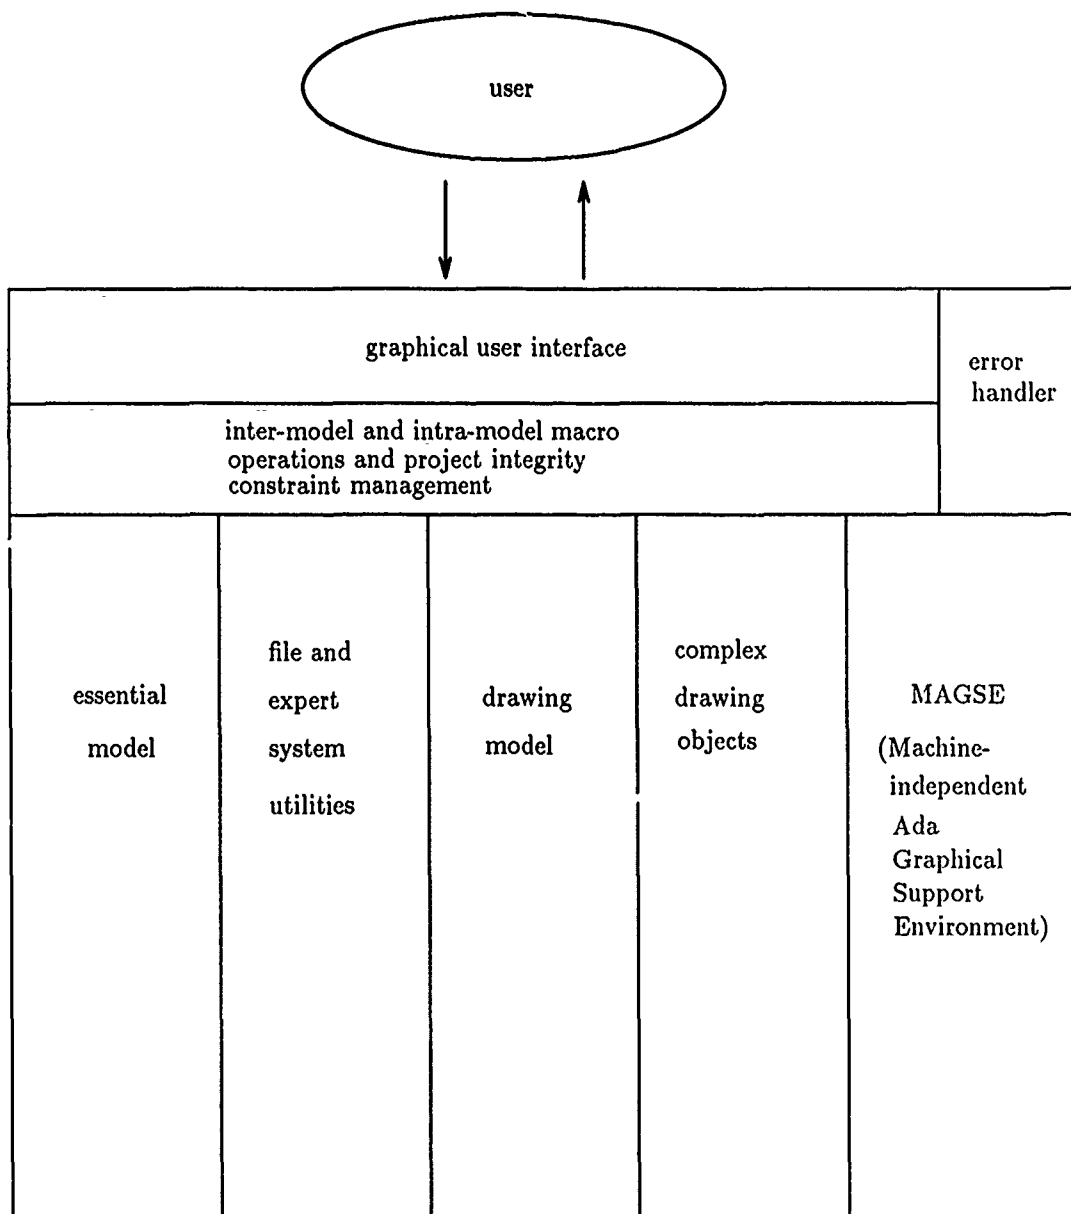 user
graphical user interface
error
handler
inter-model and intra-model macro
operations and project integrity
constraint management
essential
model
file and
expert
system
utilities
drawing
model
complex
drawing
objects
MAGSE
(Machine-
independent
Ada
Graphical
Support
Environment)